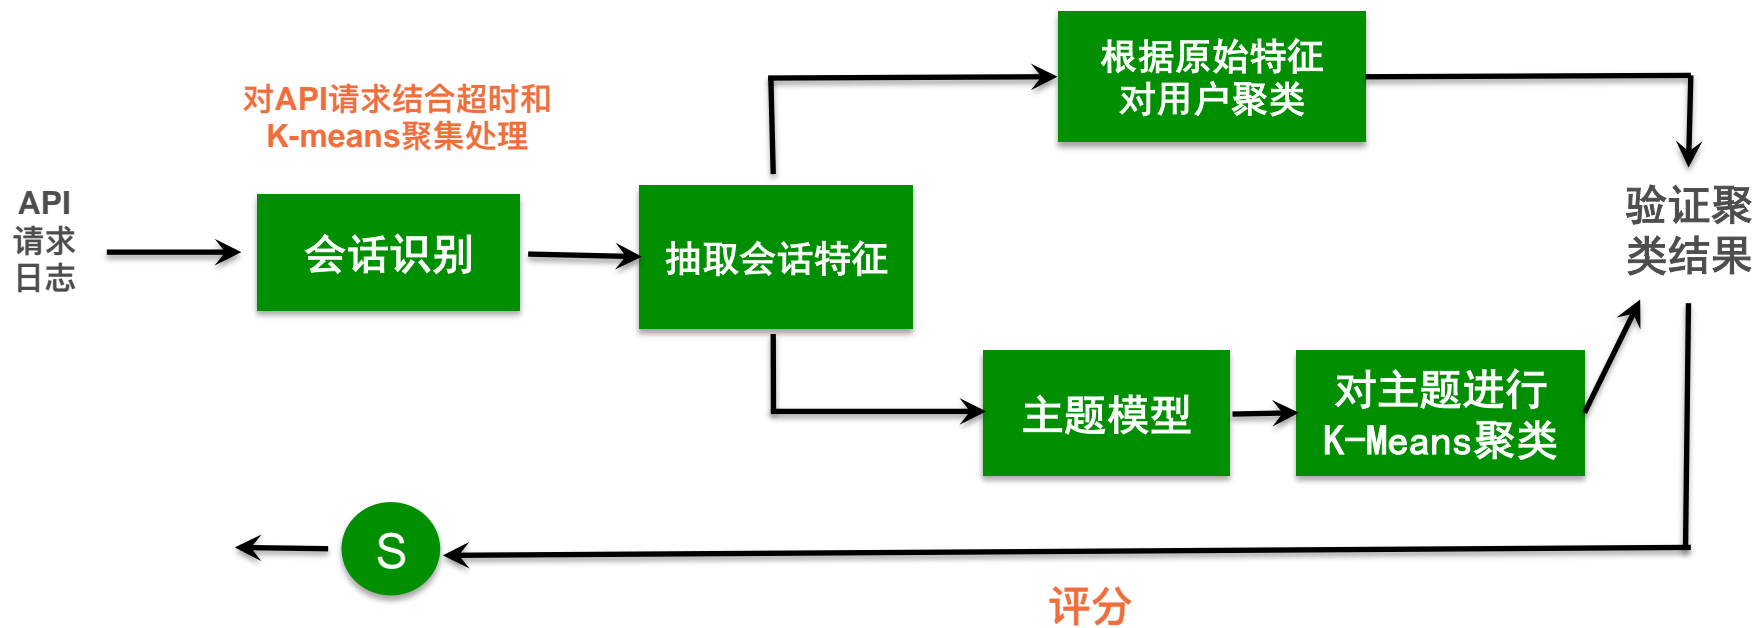 对API请求结合超时和
K-means聚集处理
API
请求
日志
会话识别
抽取会话特征
根据原始特征
对用户聚类
主题模型
对主题进行
K-Means聚类
验证聚
类结果
S
评分